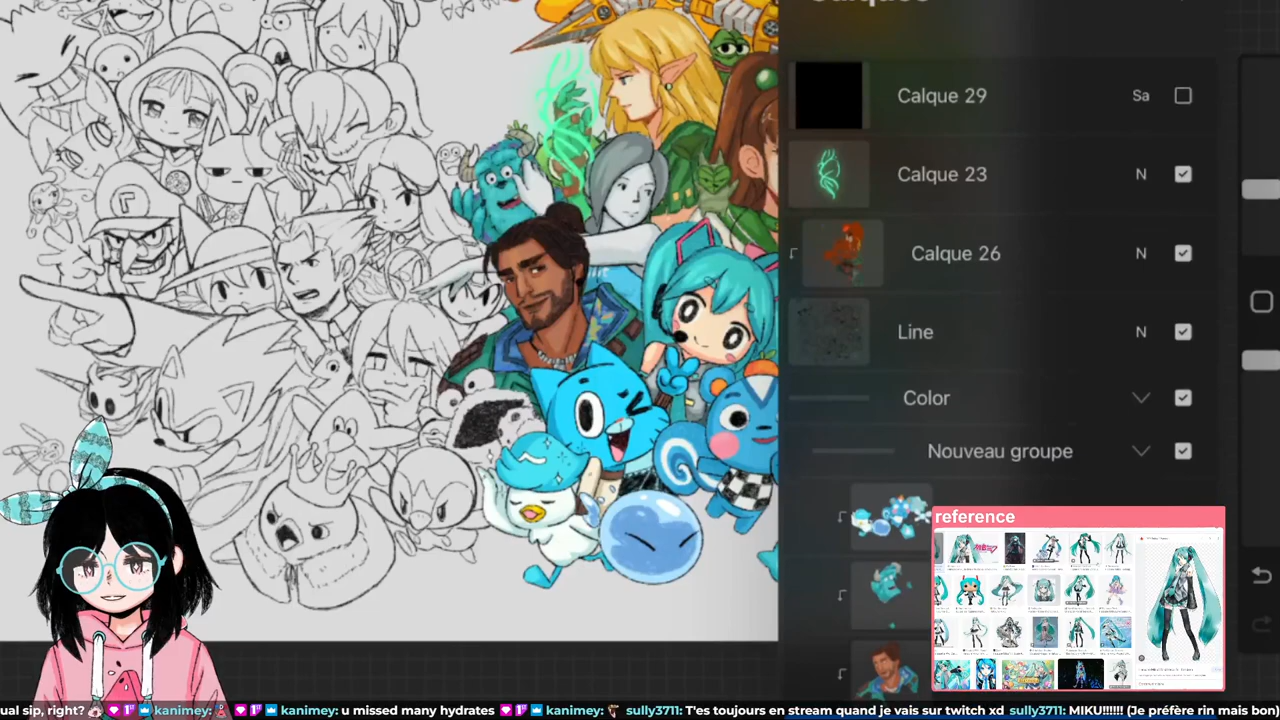 Calques
Calque 29
Sa
Calque 23
N
Calque 26
N
Line
N
Color
Nouveau groupe
reference
ual sip, right? kanimey: kanimey: u missed many hydrates kanimey: sully3711: T'es toujours en stream quand je vais sur twitch xd sully3711: MIKU!!!!!! (Je préfère rin mais bon)